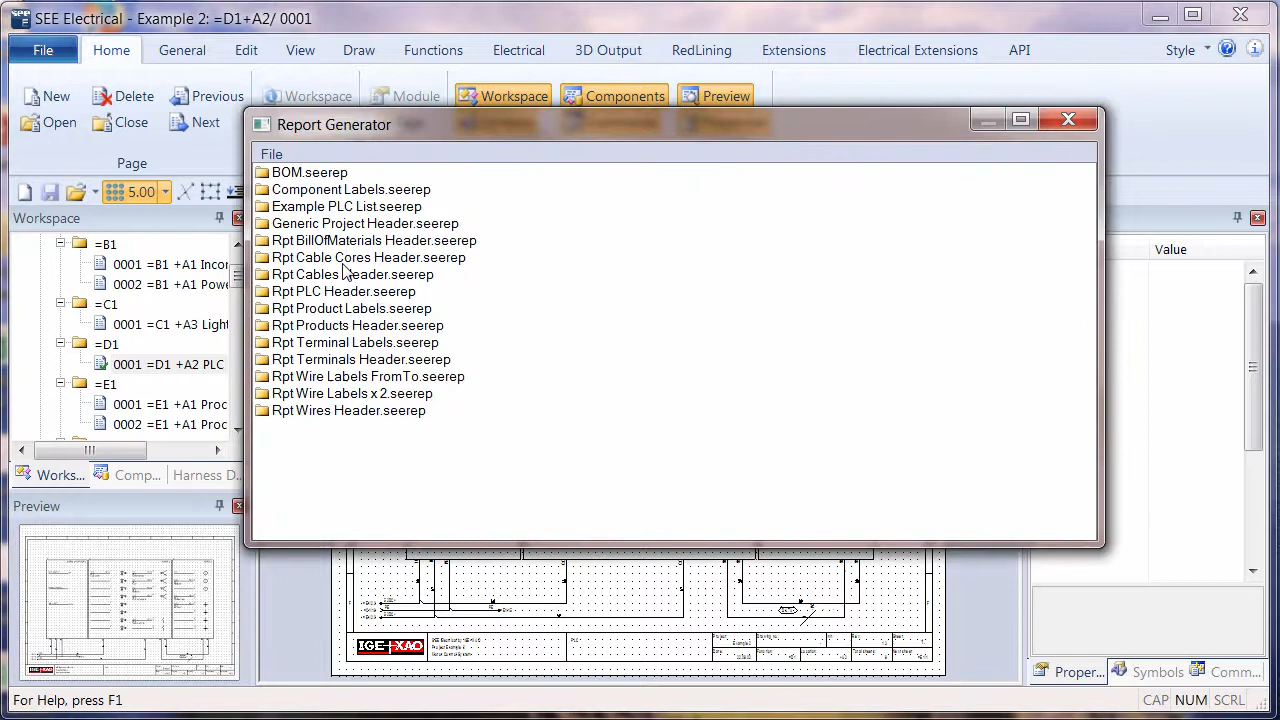 SEE Electrical - Example 2: =D1+A2/ 0001
File Home General Edit View Draw Functions Electrical 3D Output RedLining Extensions Electrical Extensions API Style
New Delete Previous Workspace Module Workspace Components Preview
Open Close Next
Page
5.00
Workspace
=B1
0001 =B1 +A1 Incor
0002 =B1 +A1 Powe
=C1
0001 =C1 +A3 Light
=D1
0001 =D1 +A2 PLC
=E1
0001 =E1 +A1 Proc
0002 =E1 +A1 Proc
Works... Comp... Harness D...
Preview
Report Generator
File
BOM.seerep
Component Labels.seerep
Example PLC List.seerep
Generic Project Header.seerep
Rpt BillOfMaterials Header.seerep
Rpt Cable Cores Header.seerep
Rpt Cables Header.seerep
Rpt PLC Header.seerep
Rpt Product Labels.seerep
Rpt Products Header.seerep
Rpt Terminal Labels.seerep
Rpt Terminals Header.seerep
Rpt Wire Labels FromTo.seerep
Rpt Wire Labels x 2.seerep
Rpt Wires Header.seerep
Value
IGE+XAO
PLC
Proper... Symbols Comm...
For Help, press F1
CAP NUM SCRL